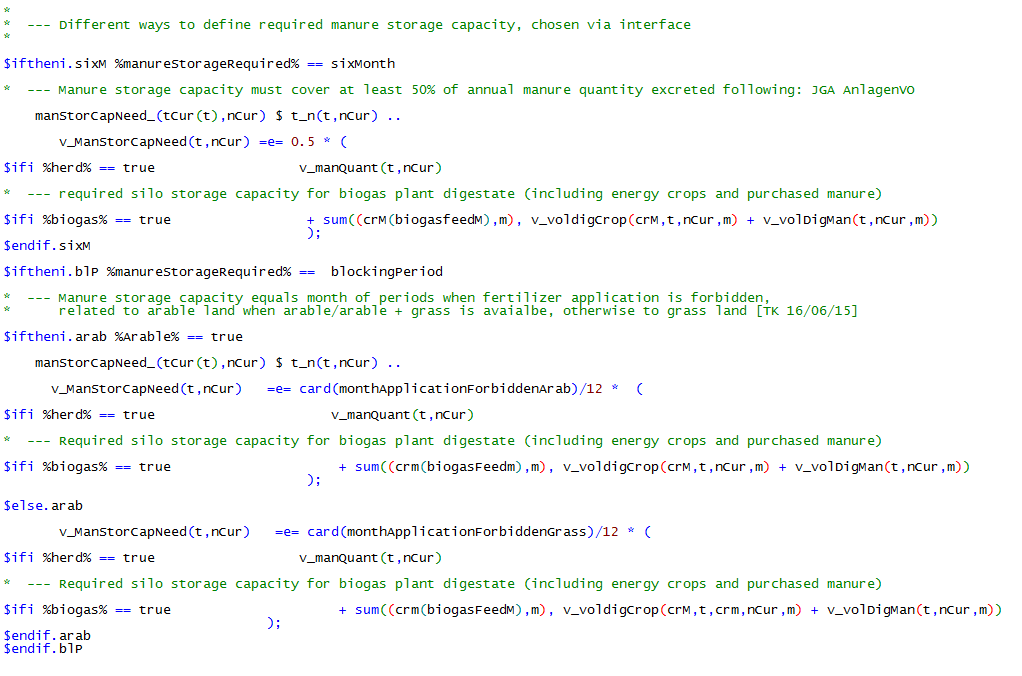 *
*  --- Different ways to define required manure storage capacity, chosen via interface
*
$iftheni.sixM %manureStorageRequired% == sixMonth
*  --- Manure storage capacity must cover at least 50% of annual manure quantity excreted following: JGA AnlagenVO
    manStorCapNeed_(tCur(t),nCur) $ t_n(t,nCur) ..
       v_ManStorCapNeed(t,nCur) =e= 0.5 * (
$ifi %herd% == true                  v_manQuant(t,nCur)
*  --- required silo storage capacity for biogas plant digestate (including energy crops and purchased manure)
$ifi %biogas% == true                 + sum((crM(biogasfeedM),m), v_voldigCrop(crM,t,nCur,m) + v_volDigMan(t,nCur,m))
                                      );
$endif.sixM
$iftheni.blP %manureStorageRequired% ==  blockingPeriod
*  --- Manure storage capacity equals month of periods when fertilizer application is forbidden,
*      related to arable land when arable/arable + grass is avaialbe, otherwise to grass land [TK 16/06/15]
$iftheni.arab %Arable% == true
    manStorCapNeed_(tCur(t),nCur) $ t_n(t,nCur) ..
      v_ManStorCapNeed(t,nCur)   =e= card(monthApplicationForbiddenArab)/12 *  (
$ifi %herd% == true                      v_manQuant(t,nCur)
*  --- Required silo storage capacity for biogas plant digestate (including energy crops and purchased manure)
$ifi %biogas% == true                     + sum((crm(biogasFeedm),m), v_voldigCrop(crM,t,nCur,m) + v_volDigMan(t,nCur,m))
                                      );
$else.arab
       v_ManStorCapNeed(t,nCur)   =e= card(monthApplicationForbiddenGrass)/12 * (
$ifi %herd% == true                  v_manQuant(t,nCur)
*  --- Required silo storage capacity for biogas plant digestate (including energy crops and purchased manure)
$ifi %biogas% == true                     + sum((crm(biogasFeedM),m), v_voldigCrop(crM,t,crm,nCur,m) + v_volDigMan(t,nCur,m))
                                 );
$endif.arab
$endif.blP